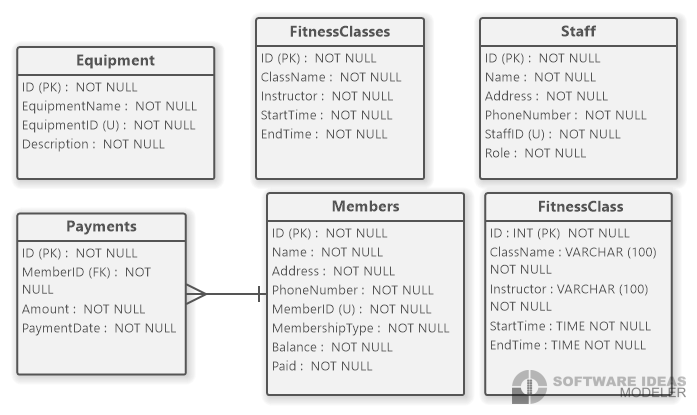 Equipment
ID (PK) :  NOT NULL
EquipmentName :  NOT NULL
EquipmentID (U) :  NOT NULL
Description :  NOT NULL
FitnessClasses
ID (PK) :  NOT NULL
ClassName :  NOT NULL
Instructor :  NOT NULL
StartTime :  NOT NULL
EndTime :  NOT NULL
Staff
ID (PK) :  NOT NULL
Name :  NOT NULL
Address :  NOT NULL
PhoneNumber :  NOT NULL
StaffID (U) :  NOT NULL
Role :  NOT NULL
Payments
ID (PK) :  NOT NULL
MemberID (FK) :  NOT
NULL
Amount :  NOT NULL
PaymentDate :  NOT NULL
Members
ID (PK) :  NOT NULL
Name :  NOT NULL
Address :  NOT NULL
PhoneNumber :  NOT NULL
MemberID (U) :  NOT NULL
MembershipType :  NOT NULL
Balance :  NOT NULL
Paid :  NOT NULL
FitnessClass
ID : INT (PK)  NOT NULL
ClassName : VARCHAR (100)
NOT NULL
Instructor : VARCHAR (100)
NOT NULL
StartTime : TIME NOT NULL
EndTime : TIME NOT NULL
SOFTWARE IDEAS
MODELER